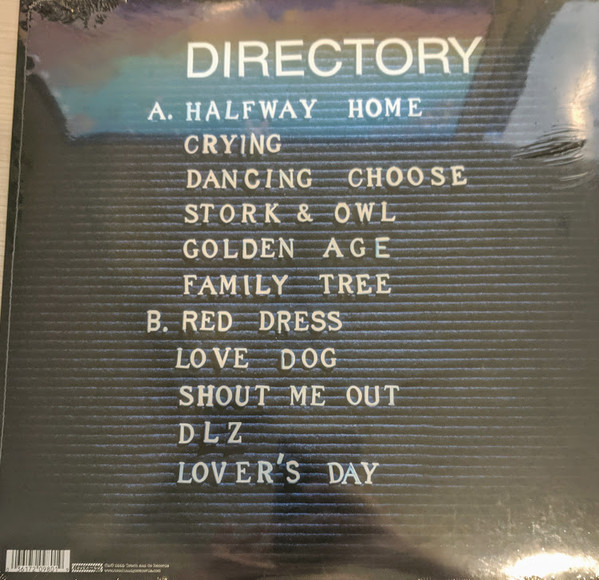 DIRECTORY
A. HALFWAY HOME
CRYING
DANCING CHOOSE
STORK & OWL
GOLDEN AGE
FAMILY TREE
B. RED DRESS
LOVE DOG
SHOUT ME OUT
DLZ
LOVER'S DAY